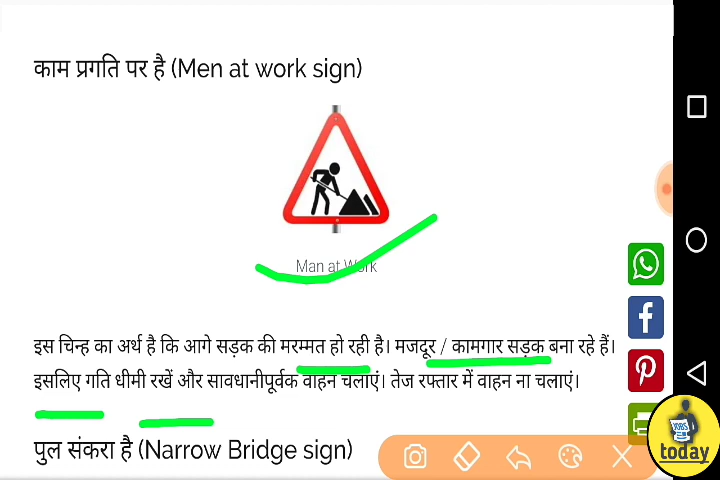 काम प्रगति पर है (Men at work sign)
Man at Work
इस चिन्ह का अर्थ है कि आगे सड़क की मरम्मत हो रही है। मजदूर / कामगार सड़क बना रहे हैं।
इसलिए गति धीमी रखें और सावधानीपूर्वक वाहन चलाएं। तेज रफ्तार में वाहन ना चलाएं।
JOBS
today
पुल संकरा है (Narrow Bridge sign)